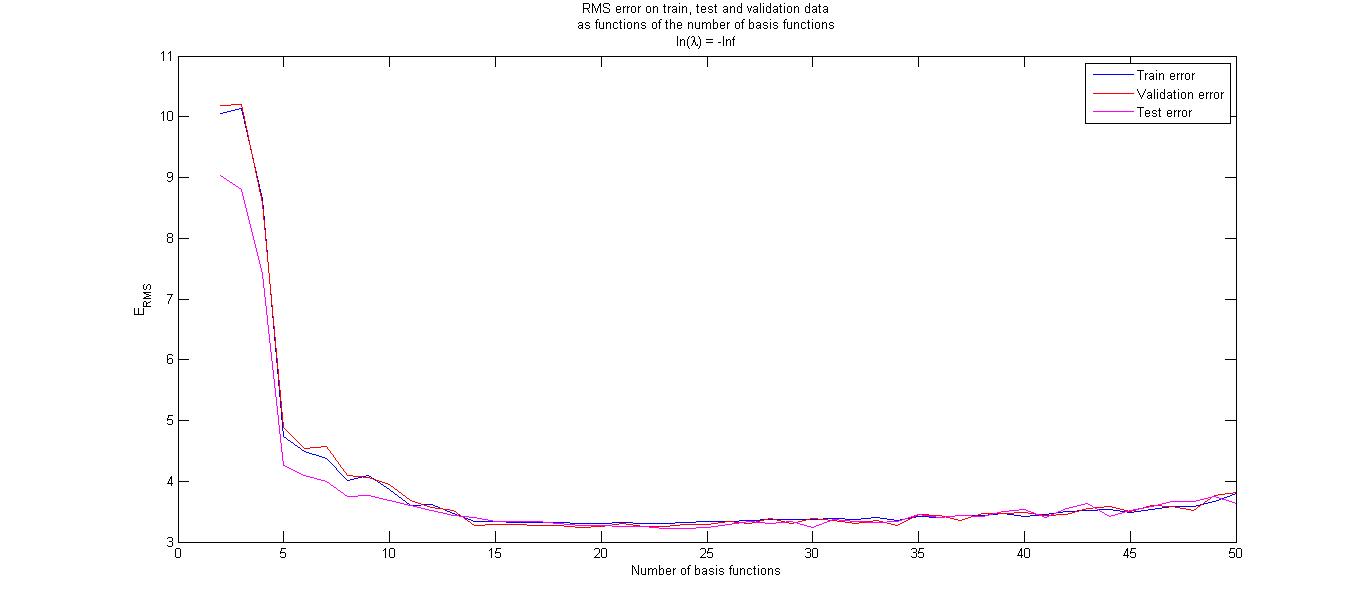 RMS error on train, test and validation data
as functions of the number of basis functions
ln(λ) = -Inf
11
10
9
8
7
6
5
4
3
E_RMS
Train error
Validation error
Test error
0 5 10 15 20 25 30 35 40 45 50
Number of basis functions